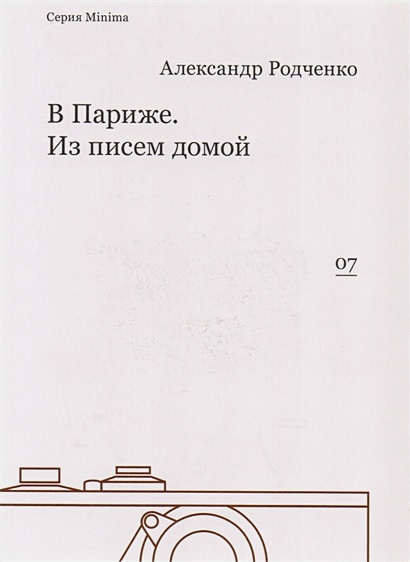 Серия Minima
Александр Родченко
В Париже.
Из писем домой
07